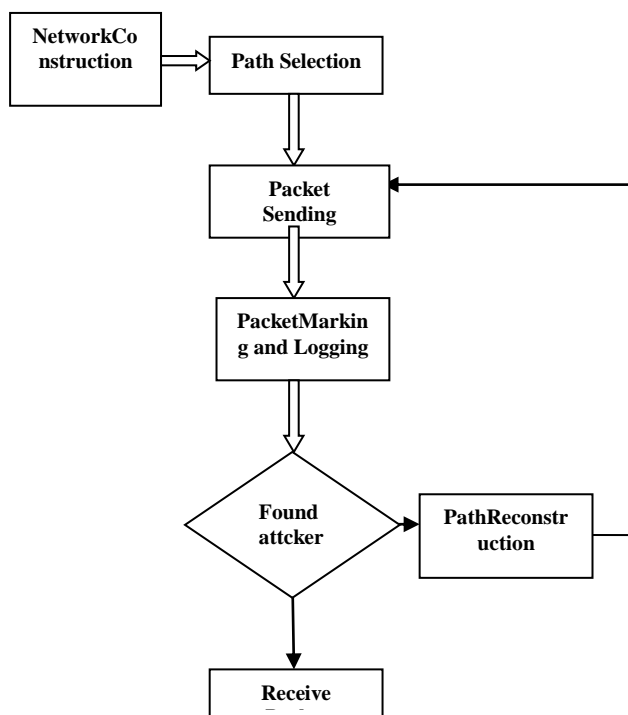 NetworkCo
nstruction
Path Selection
Packet
Sending
PacketMarkin
g and Logging
Found
attcker
PathReconstr
uction
Receive